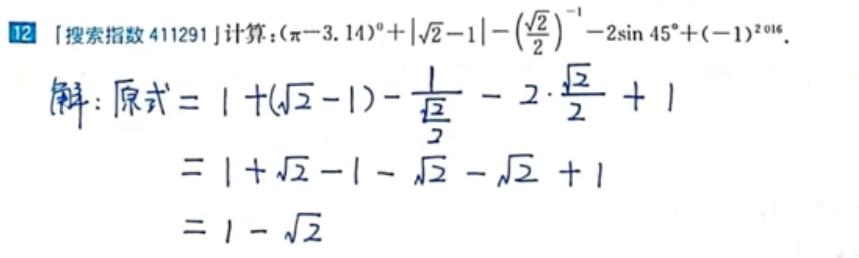 12 「搜索指数 411291」计算:(π−3.14)⁰+|√2−1|−(√2/2)⁻¹−2sin 45°+(−1)²⁰¹⁶.
解:原式 = 1+(√2−1)−1/(√2/2)−2·√2/2+1
= 1+√2−1−√2−√2+1
= 1−√2